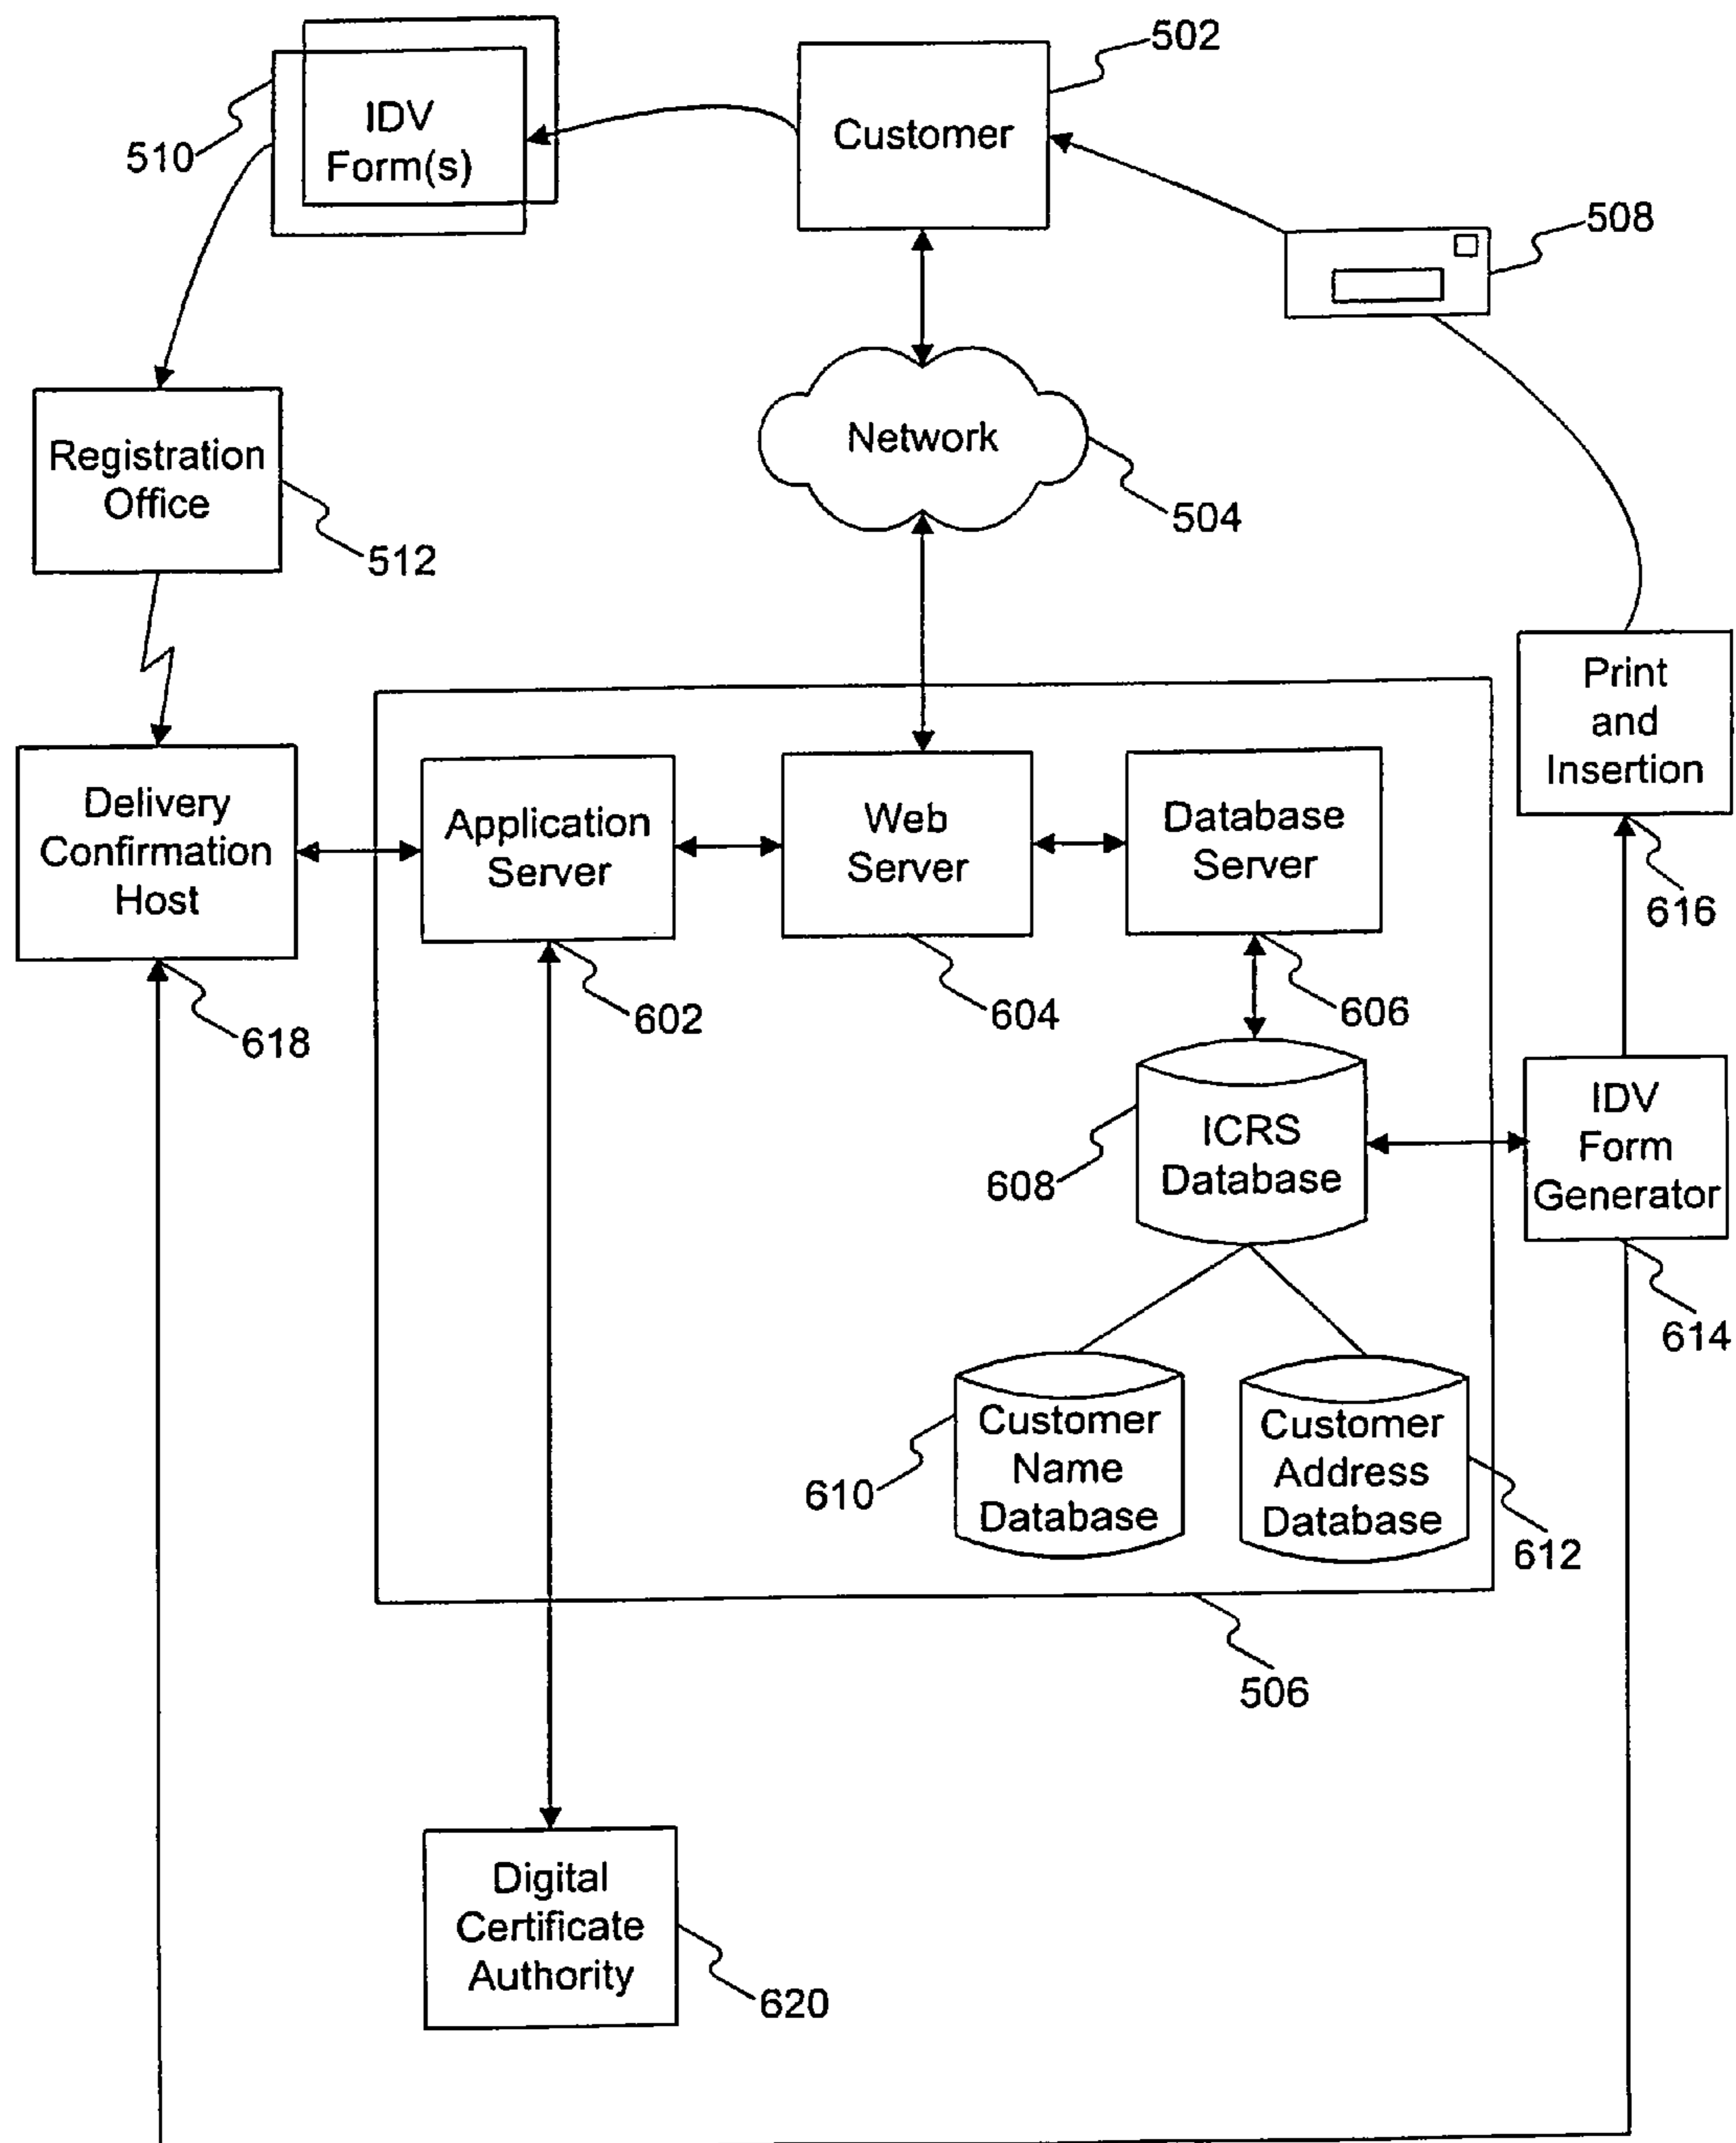 502
Customer
IDV
Form(s)
510
508
Network
504
Registration
Office
512
Print
and
Insertion
616
Delivery
Confirmation
Host
618
Application
Server
602
Web
Server
604
Database
Server
606
ICRS
Database
608
IDV
Form
Generator
614
Customer
Name
Database
610
Customer
Address
Database
612
506
Digital
Certificate
Authority
620